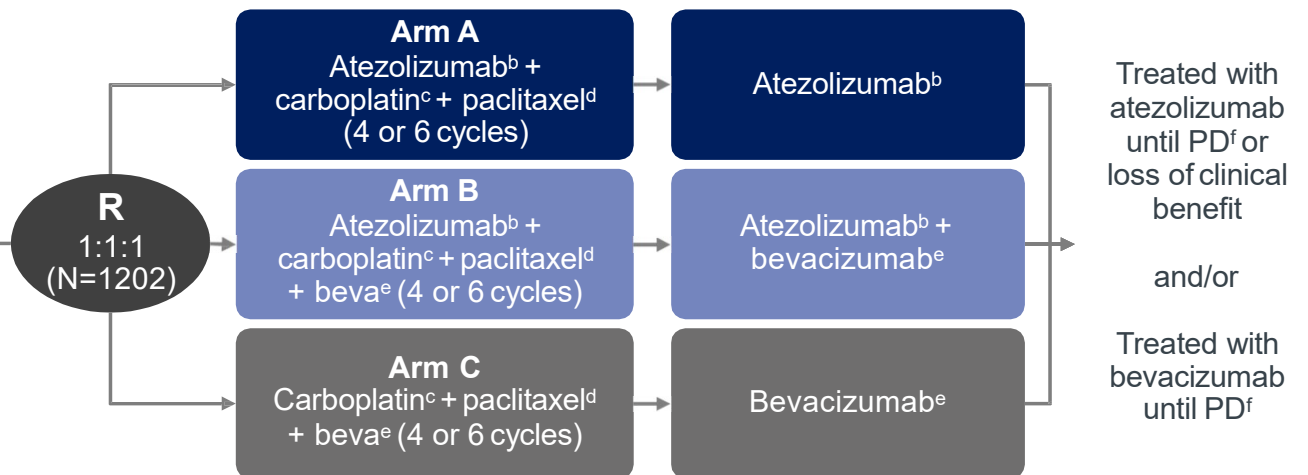 R
1:1:1
(N=1202)
Arm A
Atezolizumabᵇ +
carboplatinᶜ + paclitaxelᵈ
(4 or 6 cycles)
Atezolizumabᵇ
Arm B
Atezolizumabᵇ +
carboplatinᶜ + paclitaxelᵈ
+ bevaᵉ (4 or 6 cycles)
Atezolizumabᵇ +
bevacizumabᵉ
Arm C
Carboplatinᶜ + paclitaxelᵈ
+ bevaᵉ (4 or 6 cycles)
Bevacizumabᵉ
Treated with
atezolizumab
until PDᶠ or
loss of clinical
benefit
and/or
Treated with
bevacizumab
until PDᶠ